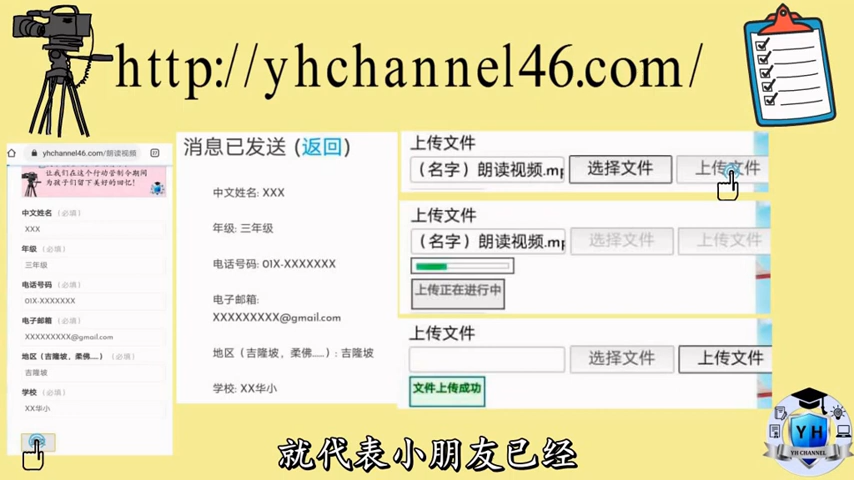 http://yhchannel46.com/
yhchannel46.com/朗读视频
让我们在这个行动管制令期间
为孩子们留下美好的回忆!
中文姓名 (必填)
XXX
年级 (必填)
三年级
电话号码 (必填)
01X-XXXXXXX
电子邮箱 (必填)
XXXXXXXXX@gmail.com
地区 (吉隆坡，柔佛....) (必填)
吉隆坡
学校 (必填)
XX华小
消息已发送 (返回)
中文姓名: XXX
年级: 三年级
电话号码: 01X-XXXXXXX
电子邮箱:
XXXXXXXXX@gmail.com
地区 (吉隆坡，柔佛.....) : 吉隆坡
学校: XX华小
上传文件
（名字）朗读视频.mp 选择文件 上传文件
上传文件
（名字）朗读视频.mp 选择文件 上传文件
上传正在进行中
上传文件
选择文件 上传文件
文件上传成功
YH
YH CHANNEL
就代表小朋友已经